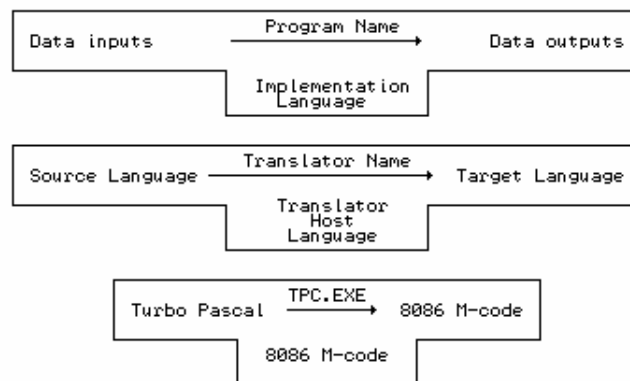 Program Name
Data inputs Data outputs
Implementation
Language
Translator Name
Source Language Target Language
Translator
Host
Language
TPC.EXE
Turbo Pascal 8086 M-code
8086 M-code